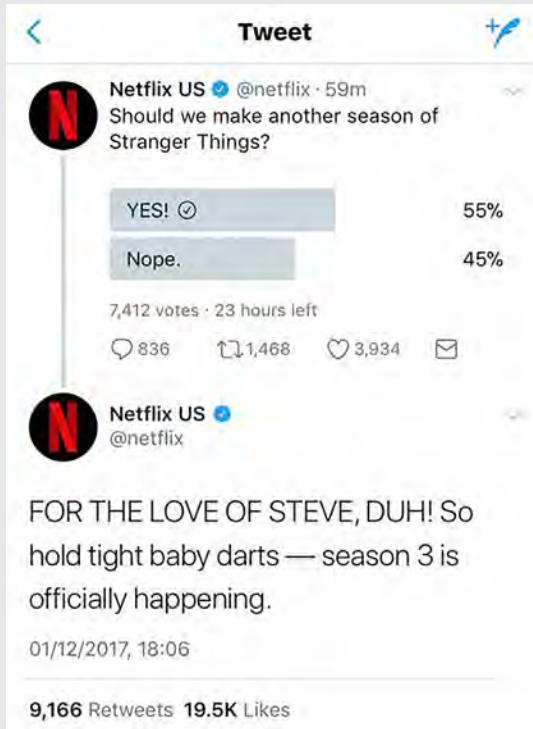 Tweet
Netflix US @netflix · 59m
Should we make another season of
Stranger Things?
YES! 55%
Nope. 45%
7,412 votes · 23 hours left
836 1,468 3,934
Netflix US
@netflix
FOR THE LOVE OF STEVE, DUH! So
hold tight baby darts — season 3 is
officially happening.
01/12/2017, 18:06
9,166 Retweets 19.5K Likes